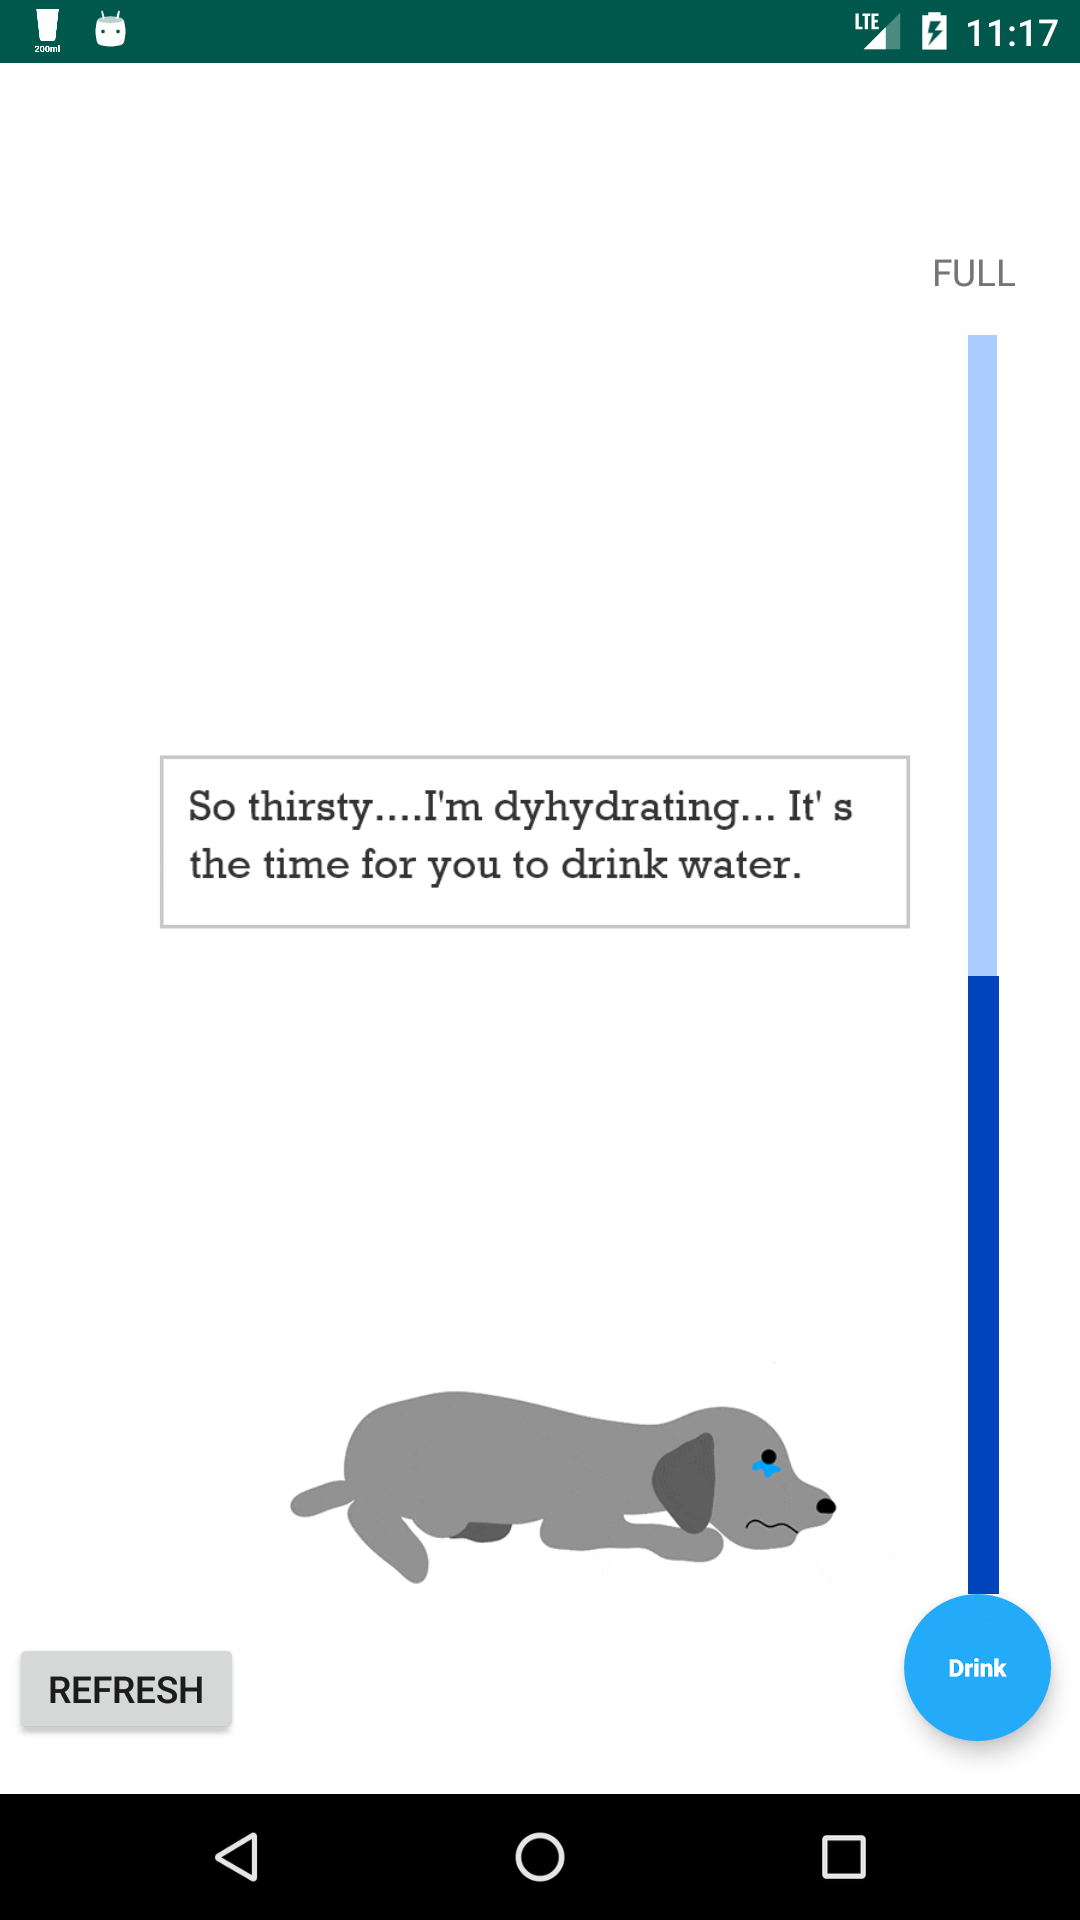 200ml
LTE
11:17
FULL
So thirsty....I'm dyhydrating... It' s
the time for you to drink water.
REFRESH
Drink